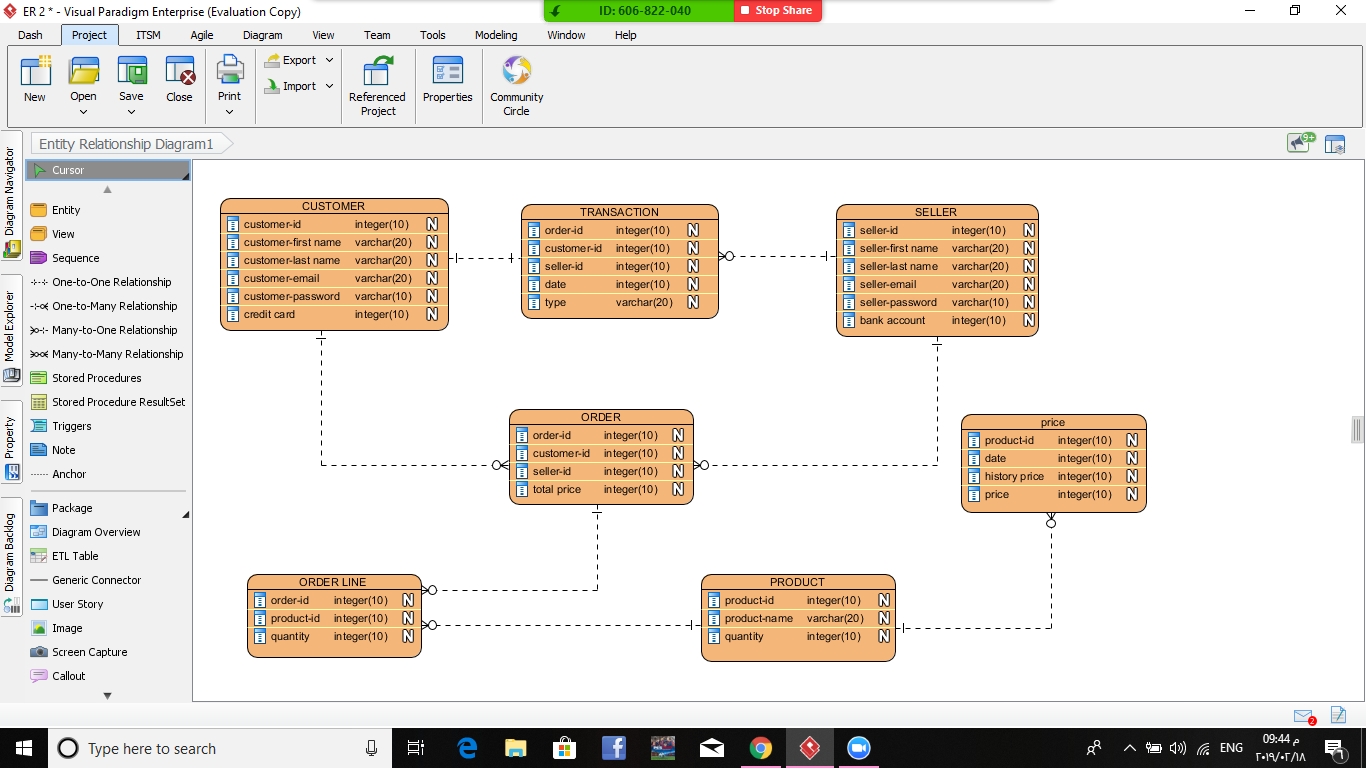 ER 2 * - Visual Paradigm Enterprise (Evaluation Copy)
ID: 606-822-040
Stop Share
Dash Project ITSM Agile Diagram View Team Tools Modeling Window Help
New Open Save Close Print Export Import Referenced Project Properties Community Circle
Entity Relationship Diagram1
9+
Diagram Navigator
Model Explorer
Property
Diagram Backlog
Cursor
Entity
View
Sequence
One-to-One Relationship
One-to-Many Relationship
Many-to-One Relationship
Many-to-Many Relationship
Stored Procedures
Stored Procedure ResultSet
Triggers
Note
Anchor
Package
Diagram Overview
ETL Table
Generic Connector
User Story
Image
Screen Capture
Callout
CUSTOMER
customer-id integer(10) N
customer-first name varchar(20) N
customer-last name varchar(20) N
customer-email varchar(20) N
customer-password varchar(10) N
credit card integer(10) N
TRANSACTION
order-id integer(10) N
customer-id integer(10) N
seller-id integer(10) N
date integer(10) N
type varchar(20) N
SELLER
seller-id integer(10) N
seller-first name varchar(20) N
seller-last name varchar(20) N
seller-email varchar(20) N
seller-password varchar(10) N
bank account integer(10) N
ORDER
order-id integer(10) N
customer-id integer(10) N
seller-id integer(10) N
total price integer(10) N
price
product-id integer(10) N
date integer(10) N
history price integer(10) N
price integer(10) N
ORDER LINE
order-id integer(10) N
product-id integer(10) N
quantity integer(10) N
PRODUCT
product-id integer(10) N
product-name varchar(20) N
quantity integer(10) N
2
Type here to search
ENG
09:44 م
٢٠١٩/٠٢/١٨